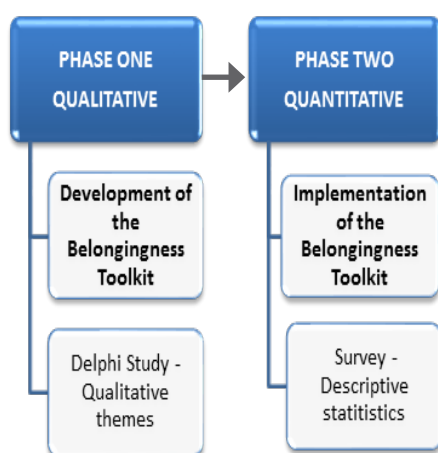 PHASE ONE
QUALITATIVE
Development of
the
Belongingness
Toolkit
Delphi Study -
Qualitative
themes
PHASE TWO
QUANTITATIVE
Implementation
of the
Belongingness
Toolkit
Survey -
Descriptive
statitistics